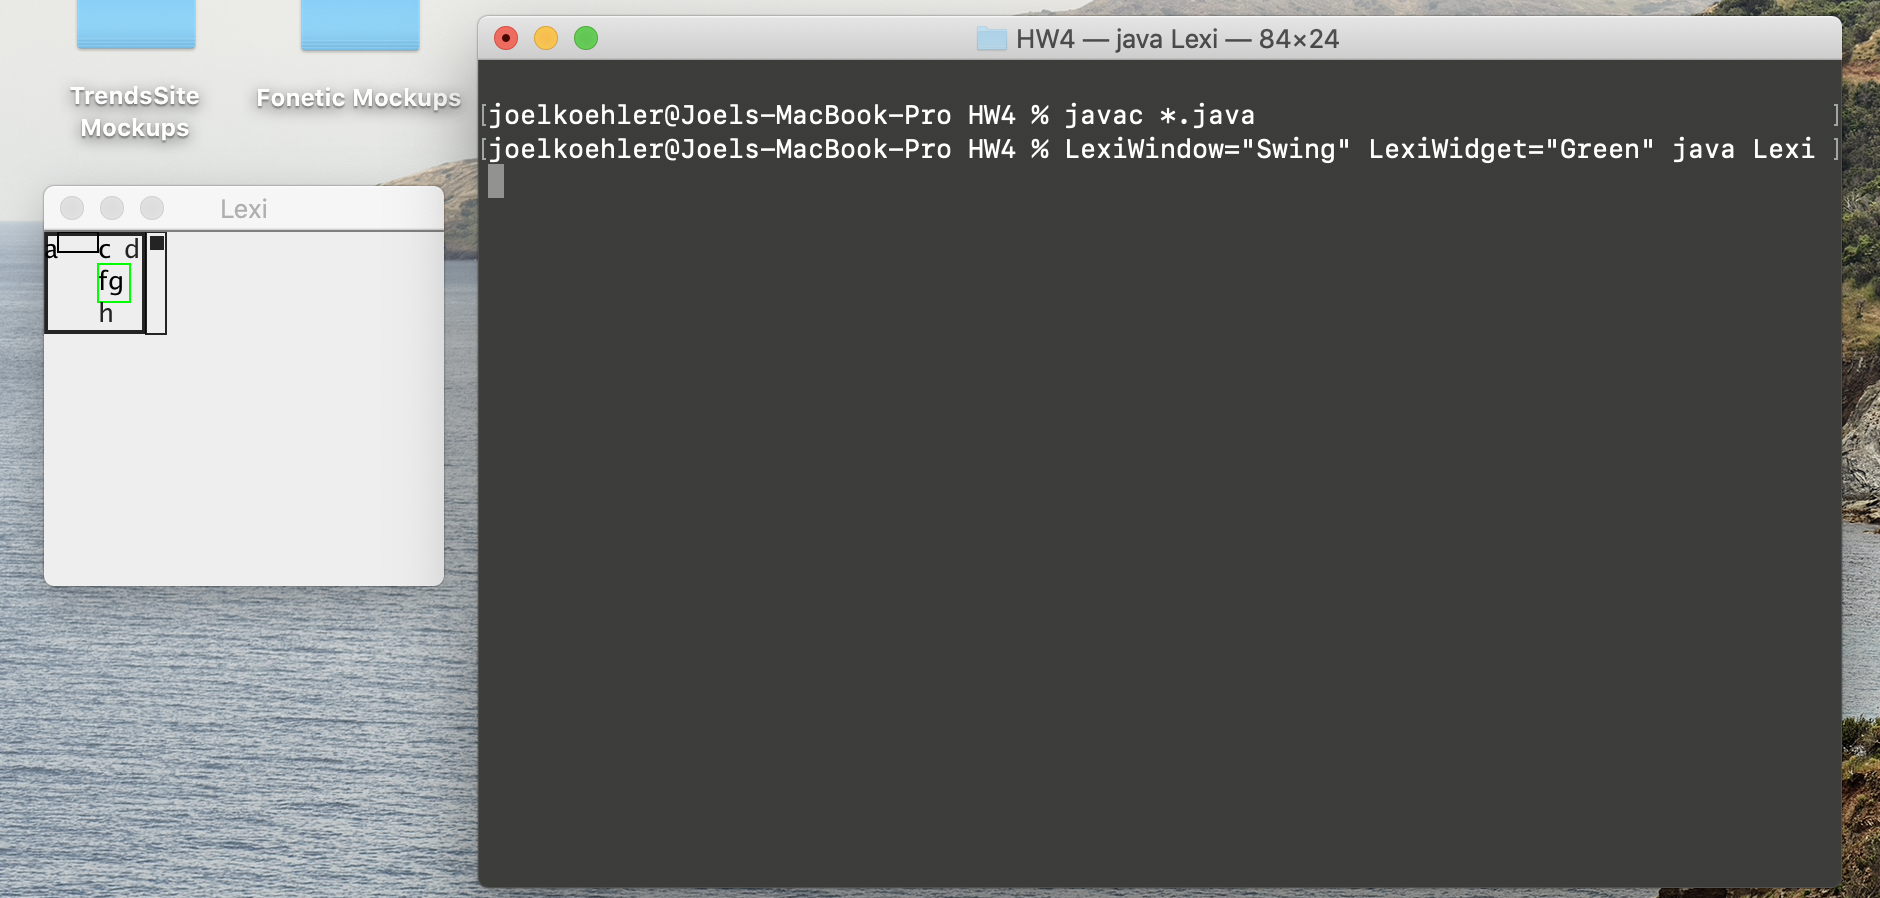 TrendsSite
Mockups
Fonetic Mockups
HW4 — java Lexi — 84×24
[joelkoehler@Joels-MacBook-Pro HW4 % javac *.java ]
[joelkoehler@Joels-MacBook-Pro HW4 % LexiWindow="Swing" LexiWidget="Green" java Lexi ]
Lexi
a c d
fg
h